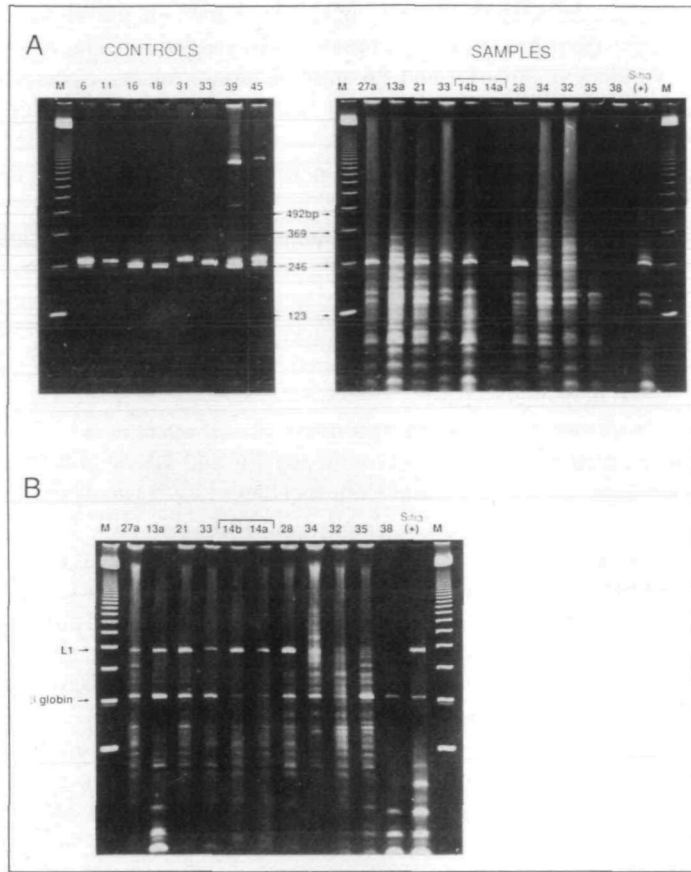 A
CONTROLS
SAMPLES
M 6 11 16 18 31 33 39 45
M 27a 13a 21 33 14b 14a 28 34 32 35 38 (+) M
492bp
369
246
123
B
M 27a 13a 21 33 14b 14a 28 34 32 35 38 (+) M
L1
globin